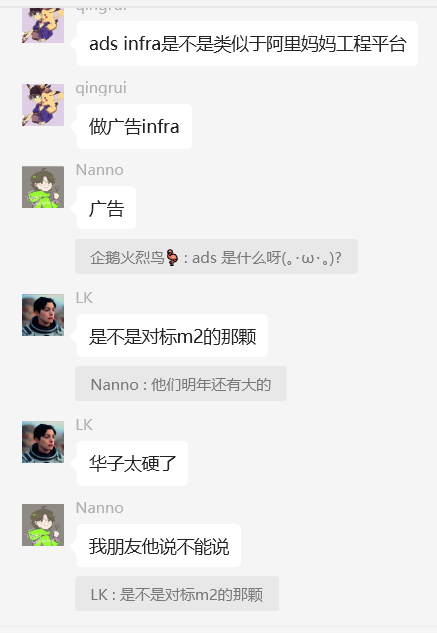 qingrui
ads infra是不是类似于阿里妈妈工程平台
qingrui
做广告infra
Nanno
广告
企鹅火烈鸟🦩 : ads 是什么呀(｡･ω･｡)?
LK
是不是对标m2的那颗
Nanno : 他们明年还有大的
LK
华子太硬了
Nanno
我朋友他说不能说
LK : 是不是对标m2的那颗